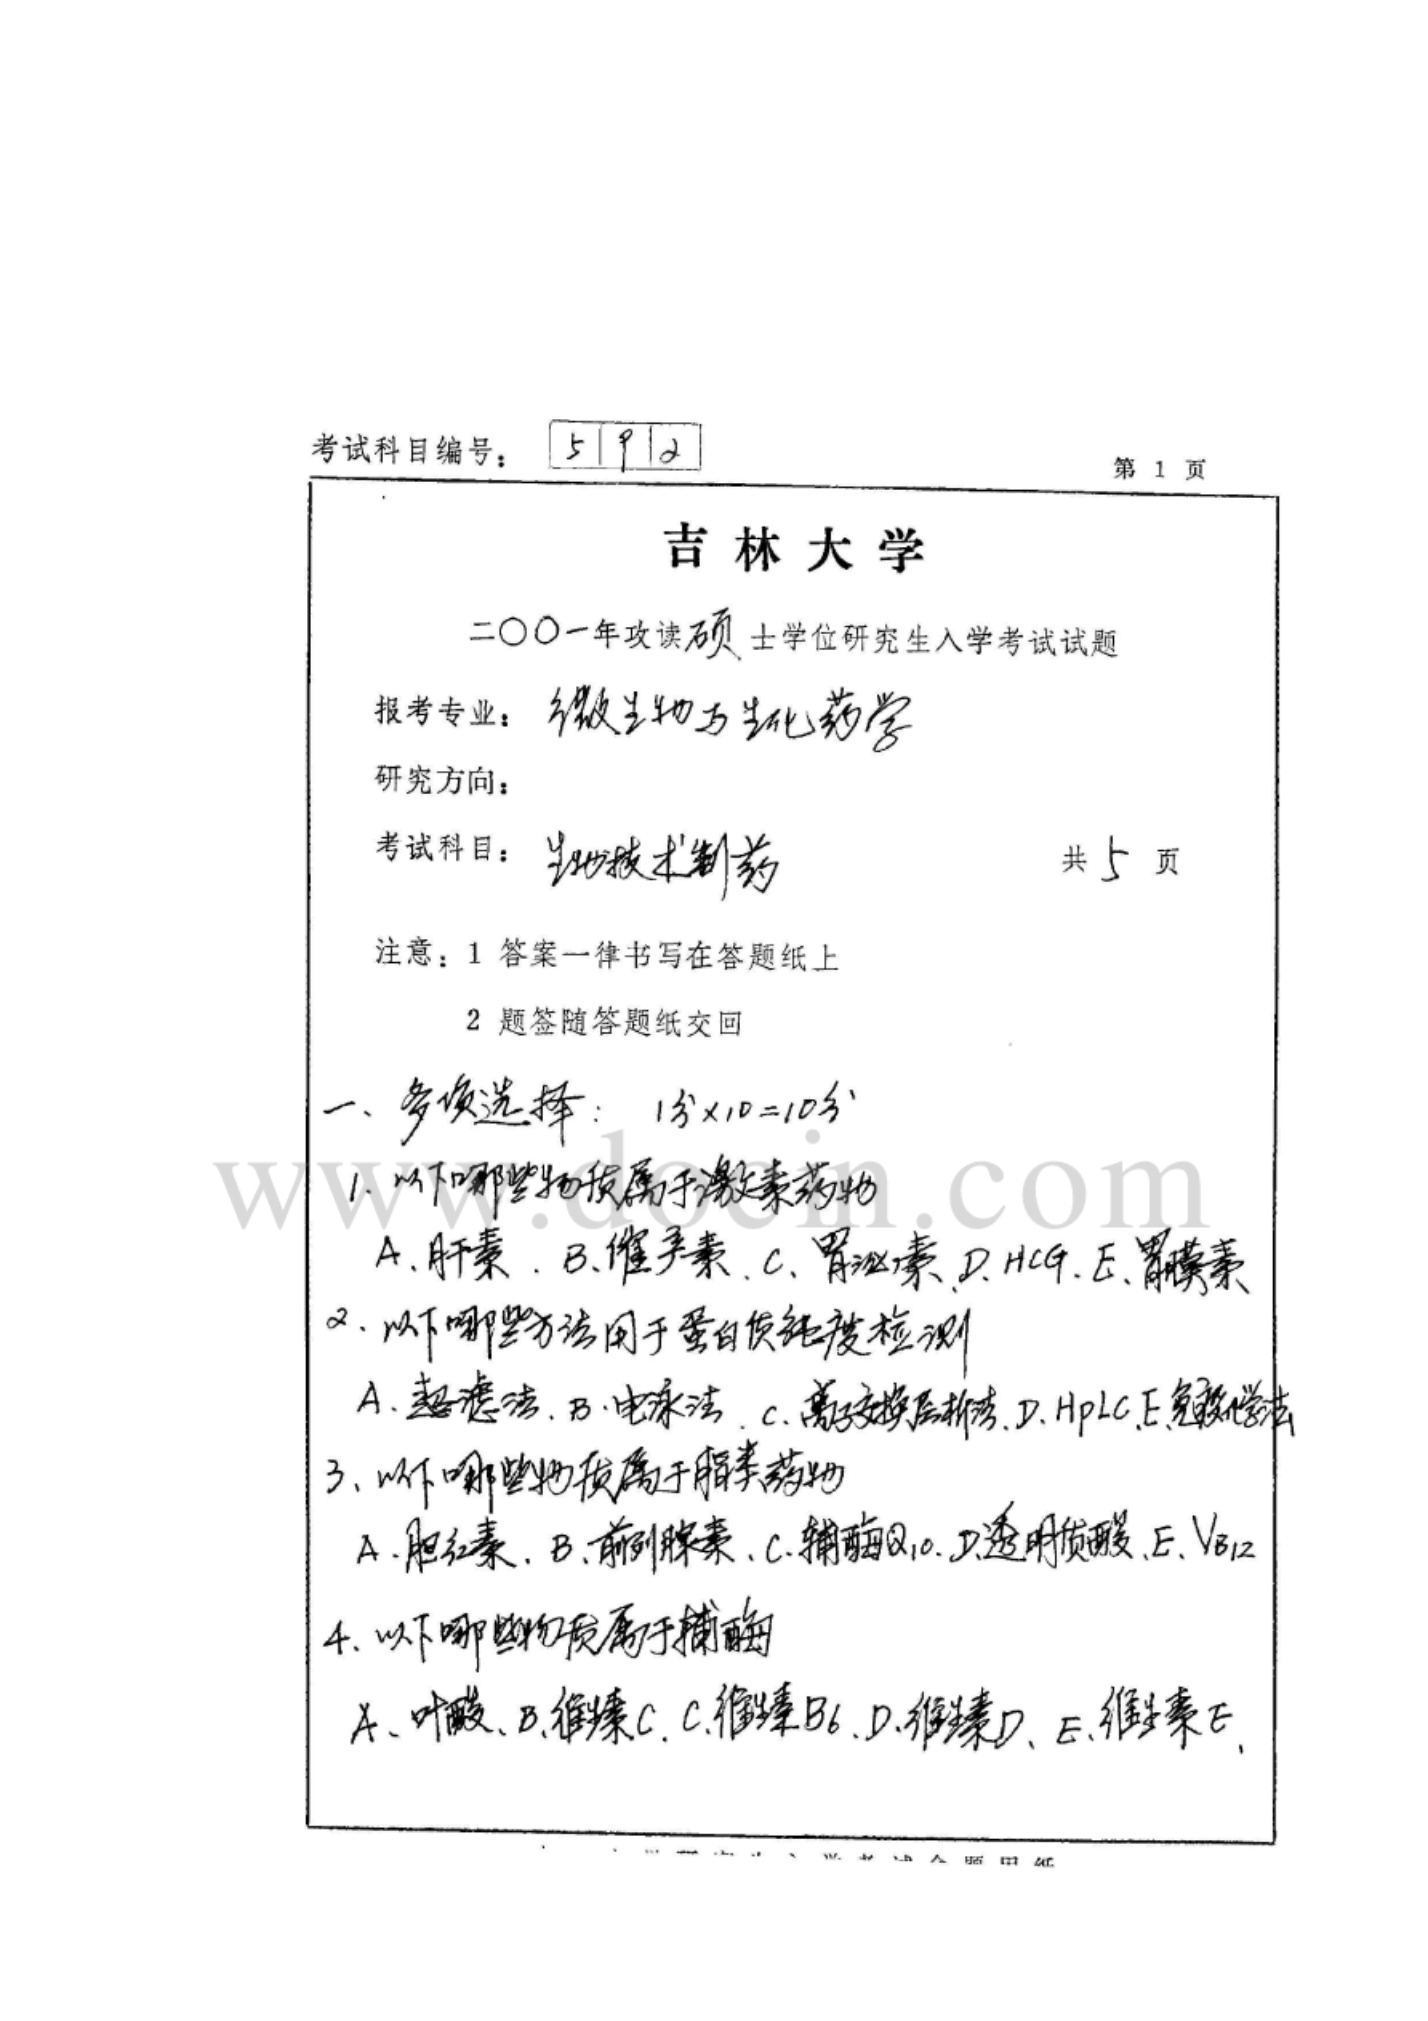 考试科目编号: 592
第 1 页
吉林大学
二〇〇一年攻读硕士学位研究生入学考试试题
报考专业: 微生物与生化药学
研究方向:
考试科目: 生物技术制药 共 5 页
注意: 1 答案一律书写在答题纸上
2 题签随答题纸交回
一、多项选择: 1分×10=10分
www.docin.com
1、以下哪些物质属于激素药物
A、肝素、B、催产素、C、胃泌素、D、HCG、E、胃膜素
2、以下哪些方法用于蛋白质纯度检测
A、超滤法、B、电泳法、C、离子交换层析法、D、HpLC、E、免疫化学法
3、以下哪些物质属于脂类药物
A、胆红素、B、前列腺素、C、辅酶Q10、D、透明质酸、E、VB12
4、以下哪些物质属于辅酶
A、叶酸、B、维生素C、C、维生素B6、D、维生素D、E、维生素E、